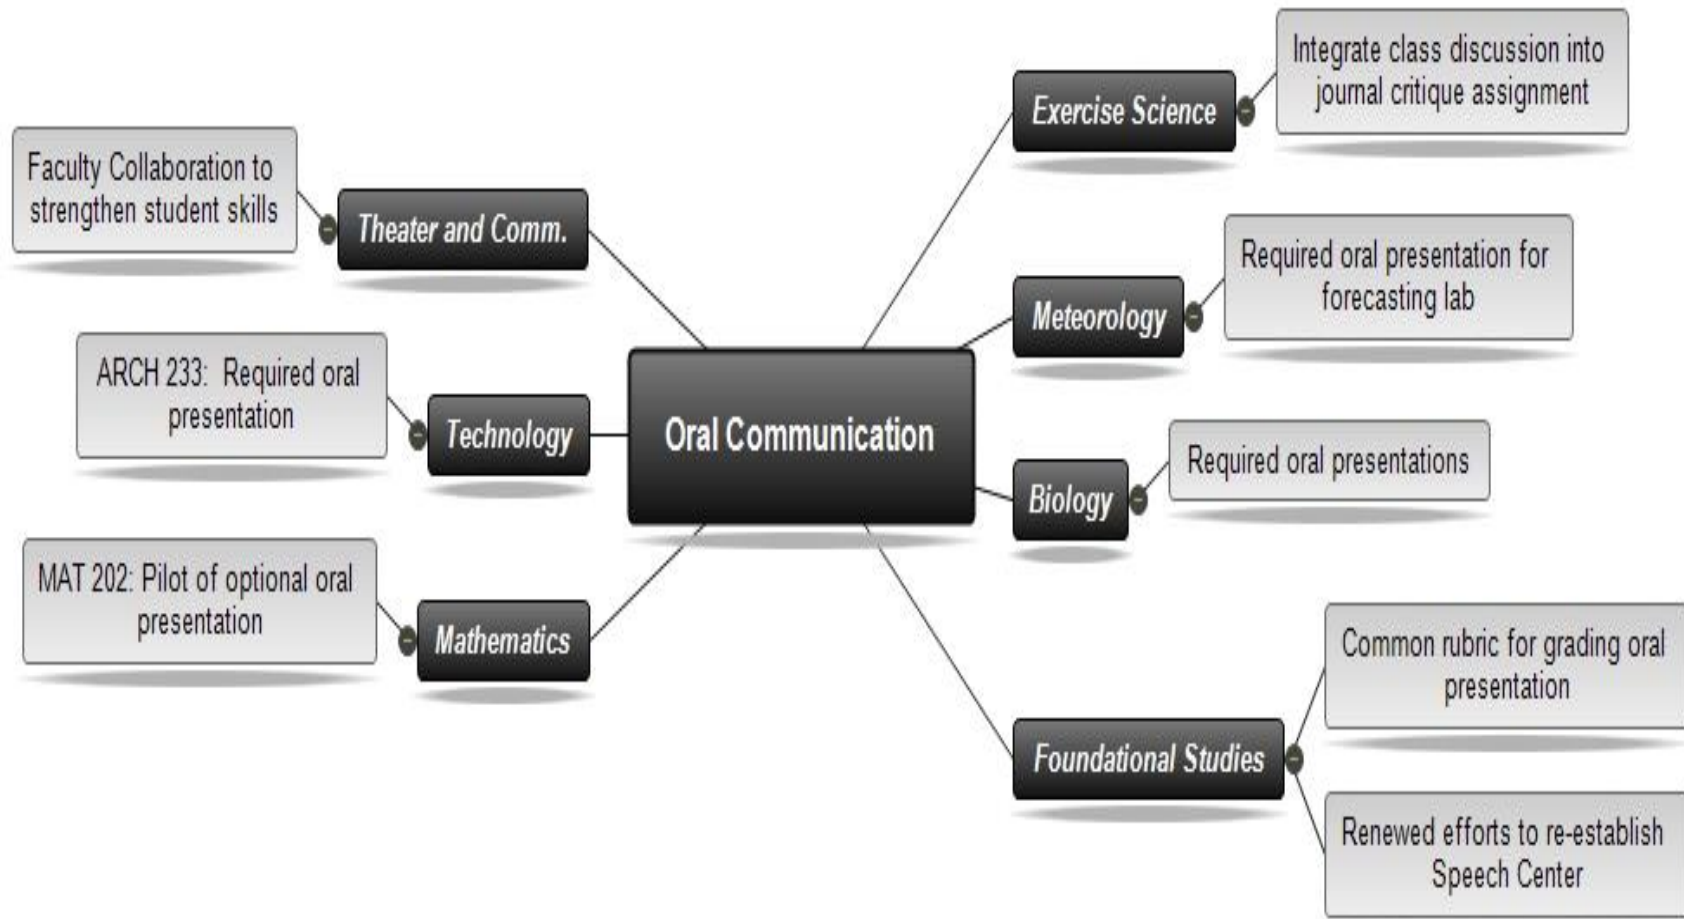 Oral Communication
Exercise Science
Integrate class discussion into
journal critique assignment
Meteorology
Required oral presentation for
forecasting lab
Biology
Required oral presentations
Foundational Studies
Common rubric for grading oral
presentation
Renewed efforts to re-establish
Speech Center
Theater and Comm.
Faculty Collaboration to
strengthen student skills
Technology
ARCH 233:  Required oral
presentation
Mathematics
MAT 202: Pilot of optional oral
presentation